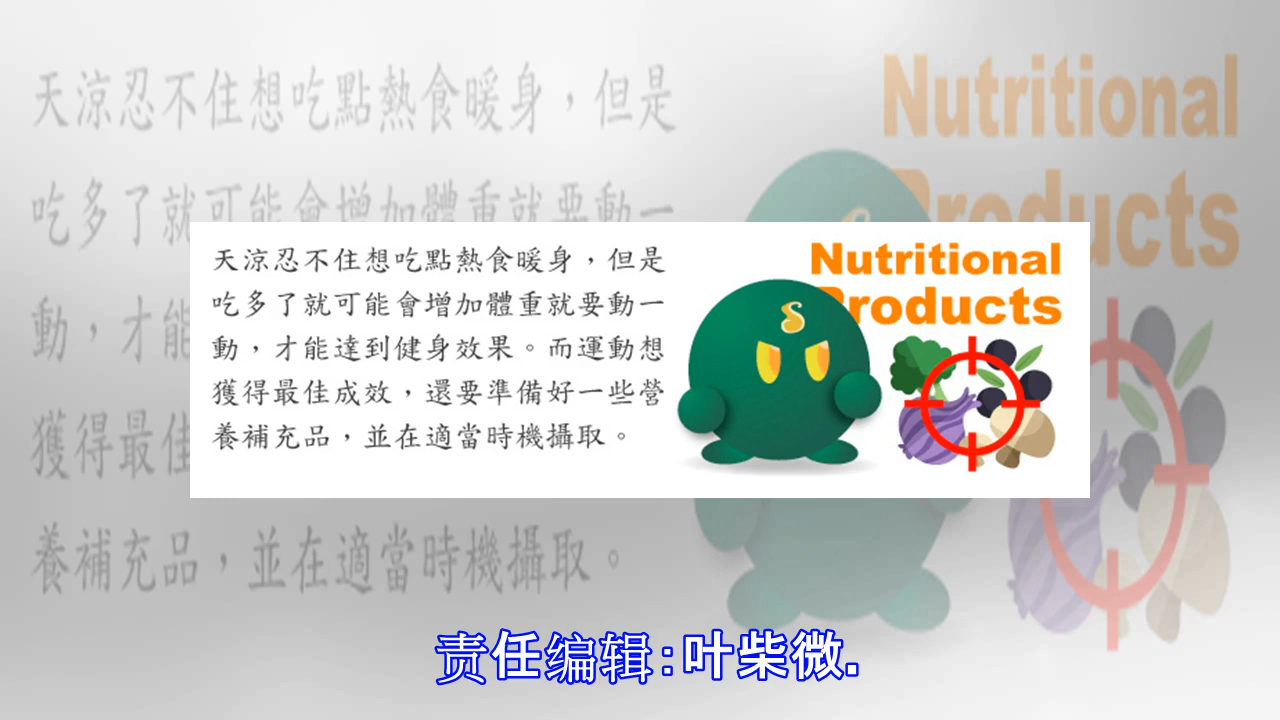 天涼忍不住想吃點熱食暖身，但是
吃多了就可能會增加體重就要動一
動，才能達到健身效果。而運動想
獲得最佳成效，還要準備好一些營
養補充品，並在適當時機攝取。
Nutritional
Products
S
责任编辑:叶柴微.